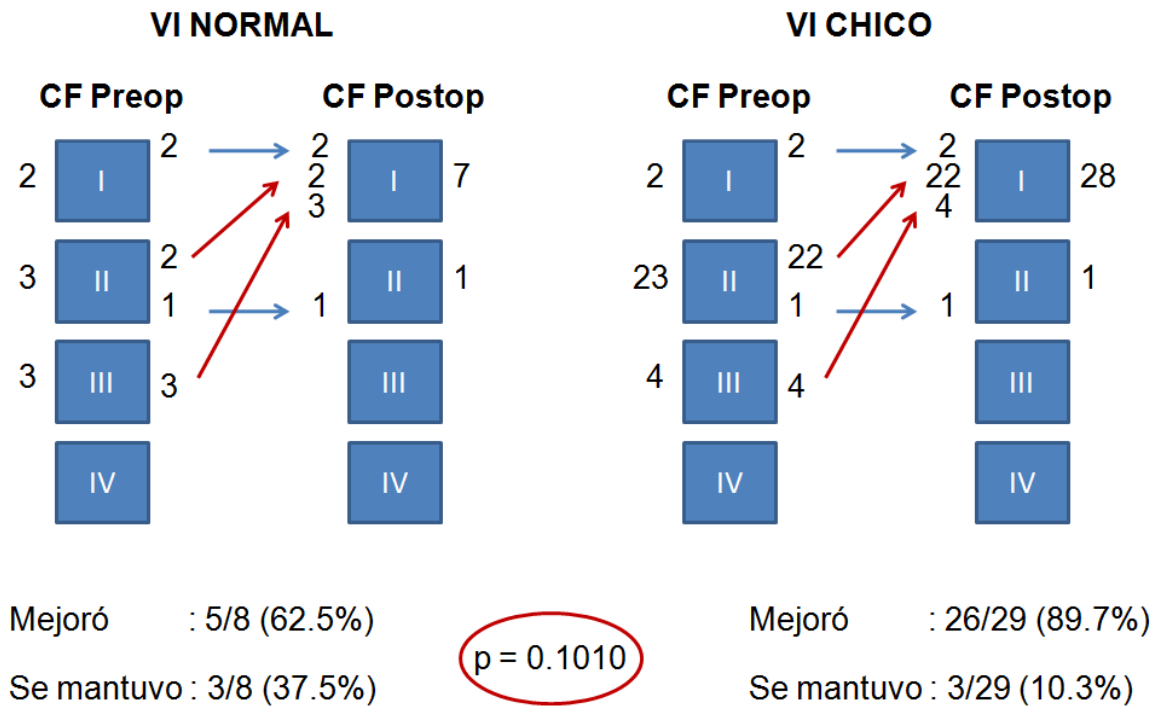 VI NORMAL
CF Preop CF Postop
2 I 2 2 2 3 I 7
3 II 2 1 1 II 1
3 III 3 III
IV IV
VI CHICO
CF Preop CF Postop
2 I 2 2 22 4 I 28
23 II 22 1 1 II 1
4 III 4 III
IV IV
Mejoró : 5/8 (62.5%)
Se mantuvo : 3/8 (37.5%)
p = 0.1010
Mejoró : 26/29 (89.7%)
Se mantuvo : 3/29 (10.3%)